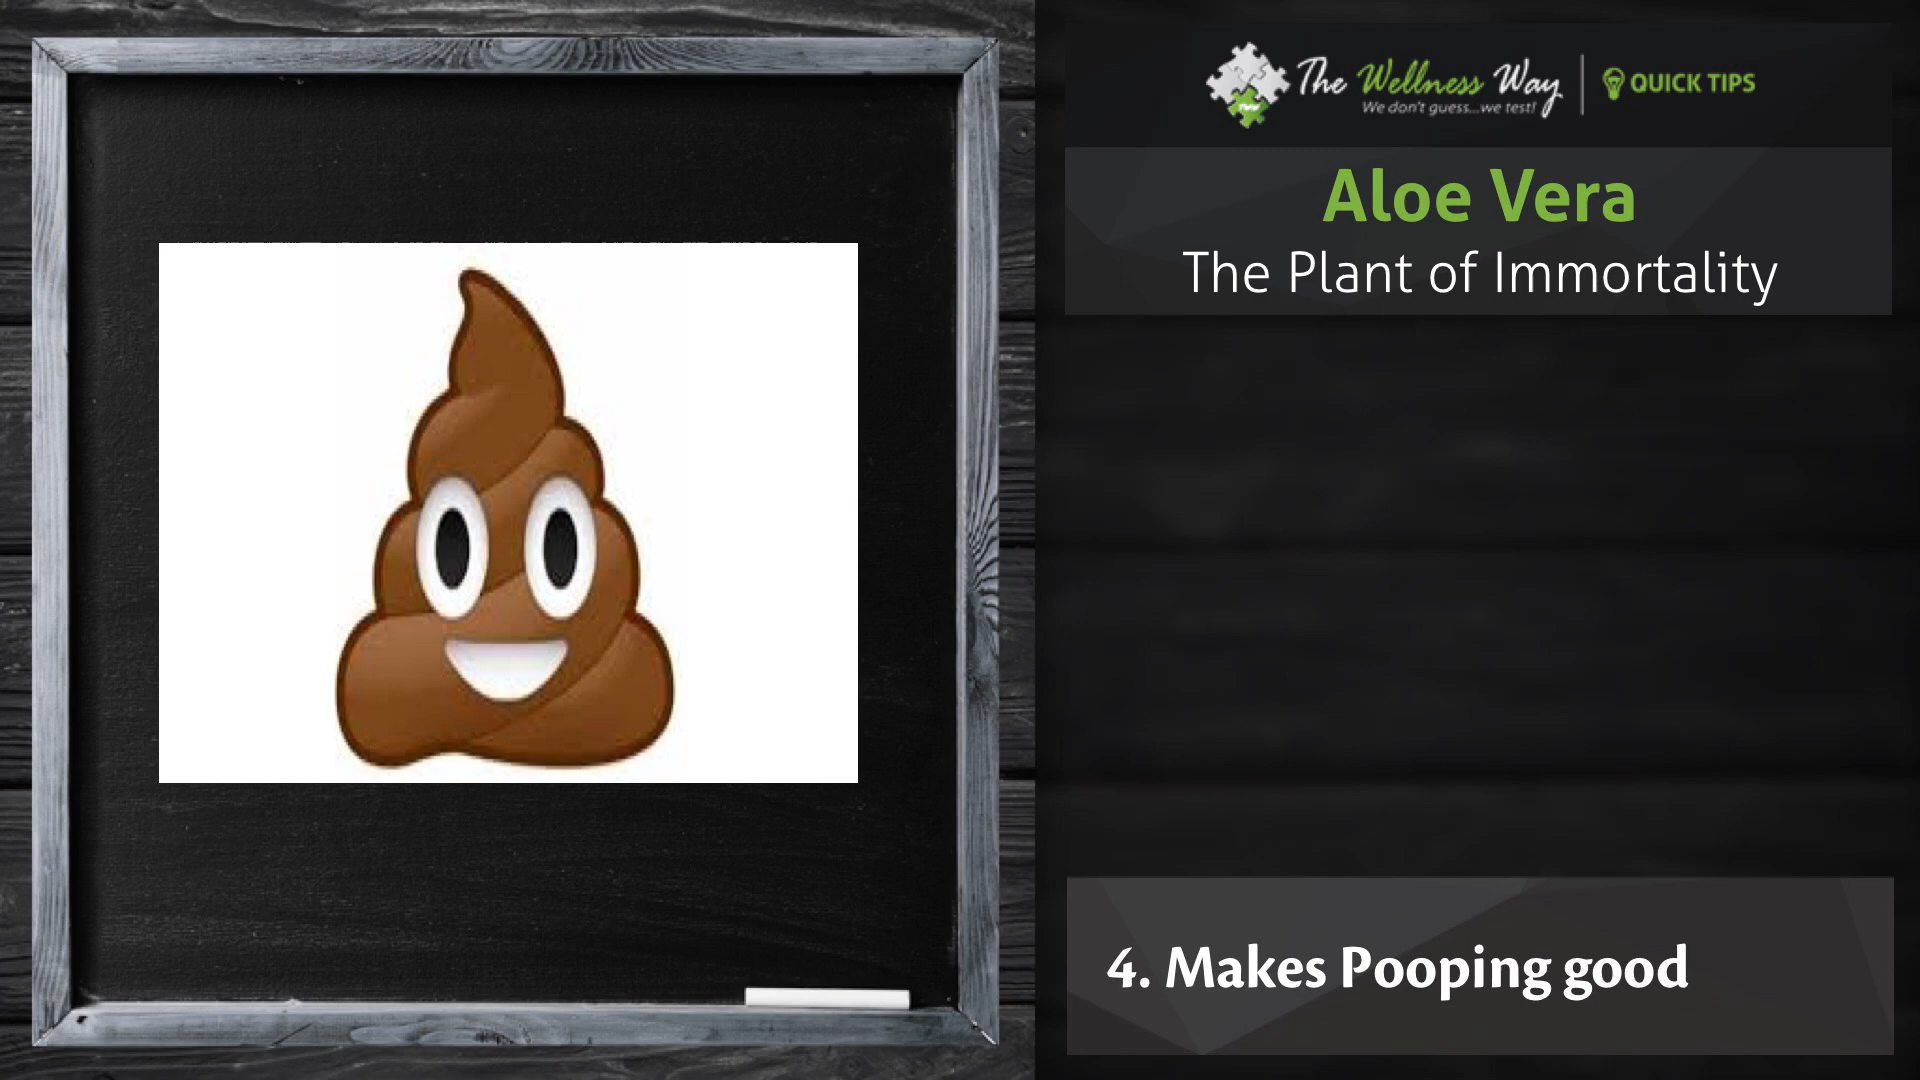 The Wellness Way
We don't guess...we test!
QUICK TIPS
Aloe Vera
The Plant of Immortality
4. Makes Pooping good